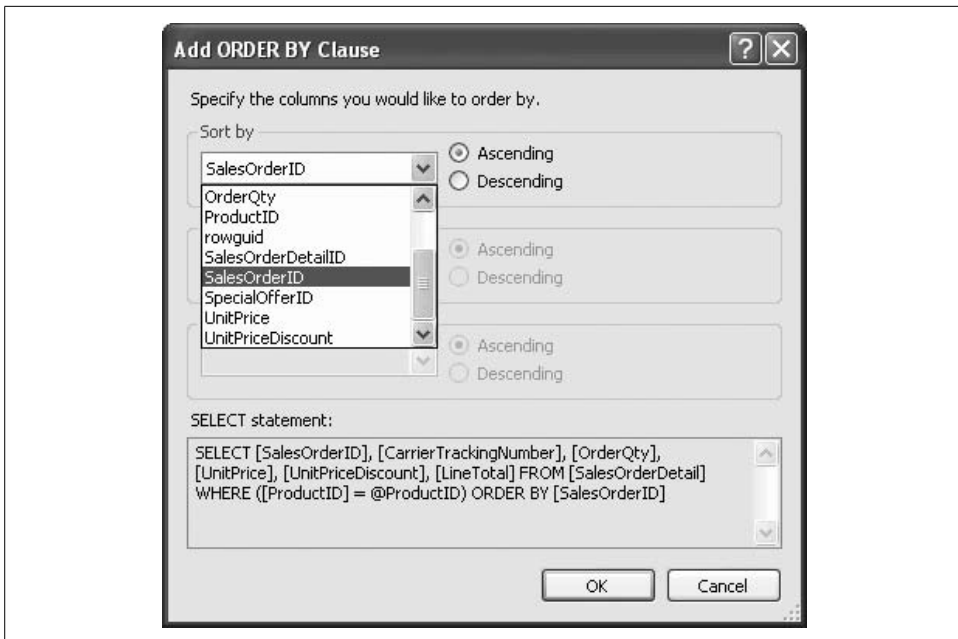 Add ORDER BY Clause
Specify the columns you would like to order by.
Sort by
SalesOrderID
Ascending
Descending
OrderQty
ProductID
rowguid
SalesOrderDetailID
SalesOrderID
SpecialOfferID
UnitPrice
UnitPriceDiscount
Ascending
Descending
Ascending
Descending
SELECT statement:
SELECT [SalesOrderID], [CarrierTrackingNumber], [OrderQty],
[UnitPrice], [UnitPriceDiscount], [LineTotal] FROM [SalesOrderDetail]
WHERE ([ProductID] = @ProductID) ORDER BY [SalesOrderID]
OK
Cancel